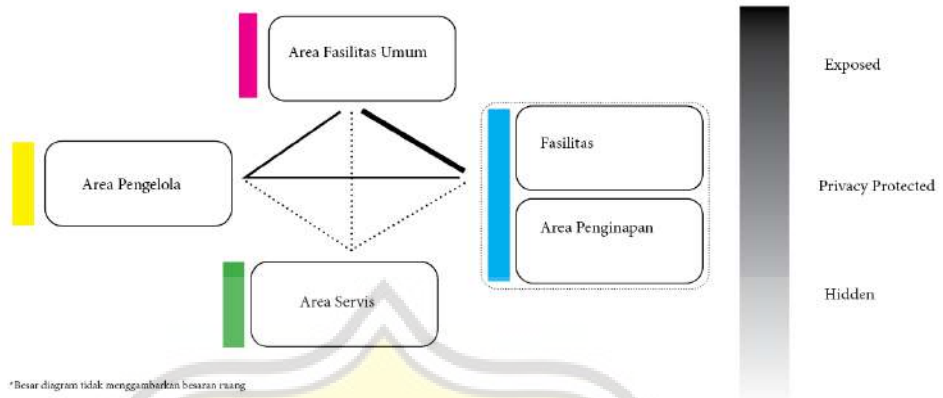 Area Fasilitas Umum
Exposed
Fasilitas
Area Pengelola
Privacy Protected
Area Penginapan
Hidden
Area Servis
*Besar diagram tidak menggambarkan besaran ruang